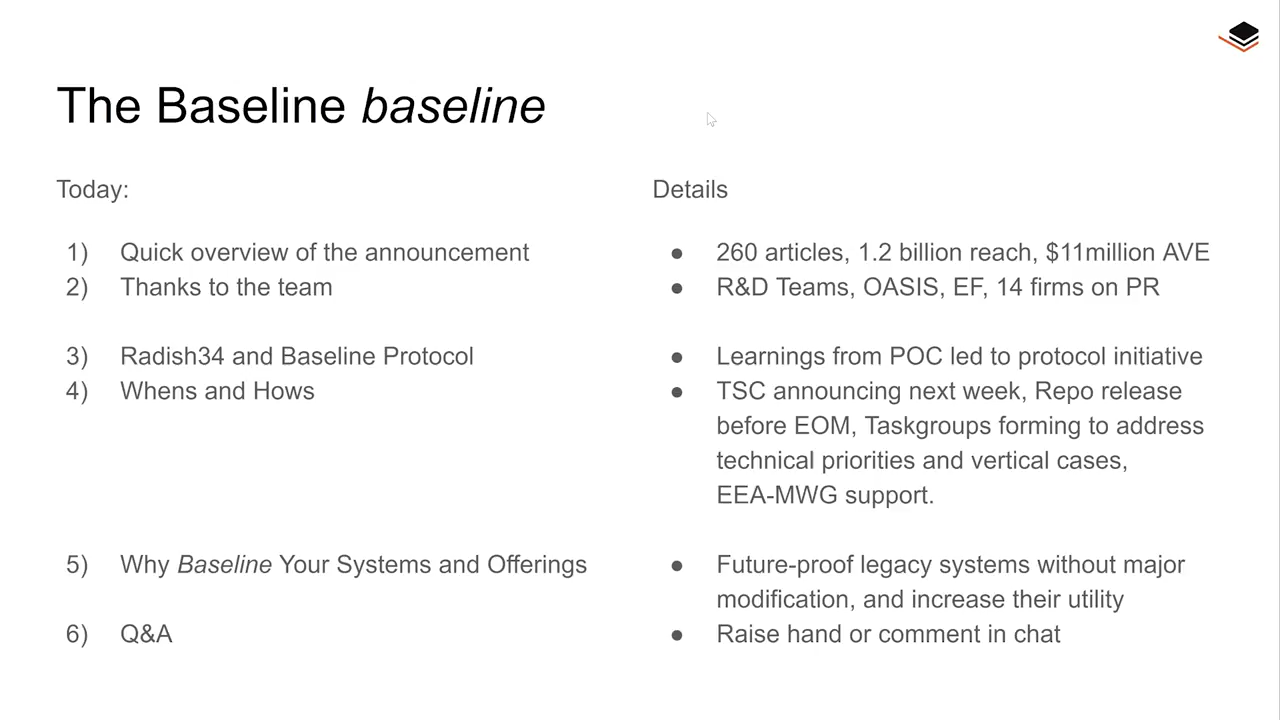 The Baseline baseline
Today:
1) Quick overview of the announcement
2) Thanks to the team
3) Radish34 and Baseline Protocol
4) Whens and Hows
5) Why Baseline Your Systems and Offerings
6) Q&A
Details
● 260 articles, 1.2 billion reach, $11million AVE
● R&D Teams, OASIS, EF, 14 firms on PR
● Learnings from POC led to protocol initiative
● TSC announcing next week, Repo release
before EOM, Taskgroups forming to address
technical priorities and vertical cases,
EEA-MWG support.
● Future-proof legacy systems without major
modification, and increase their utility
● Raise hand or comment in chat